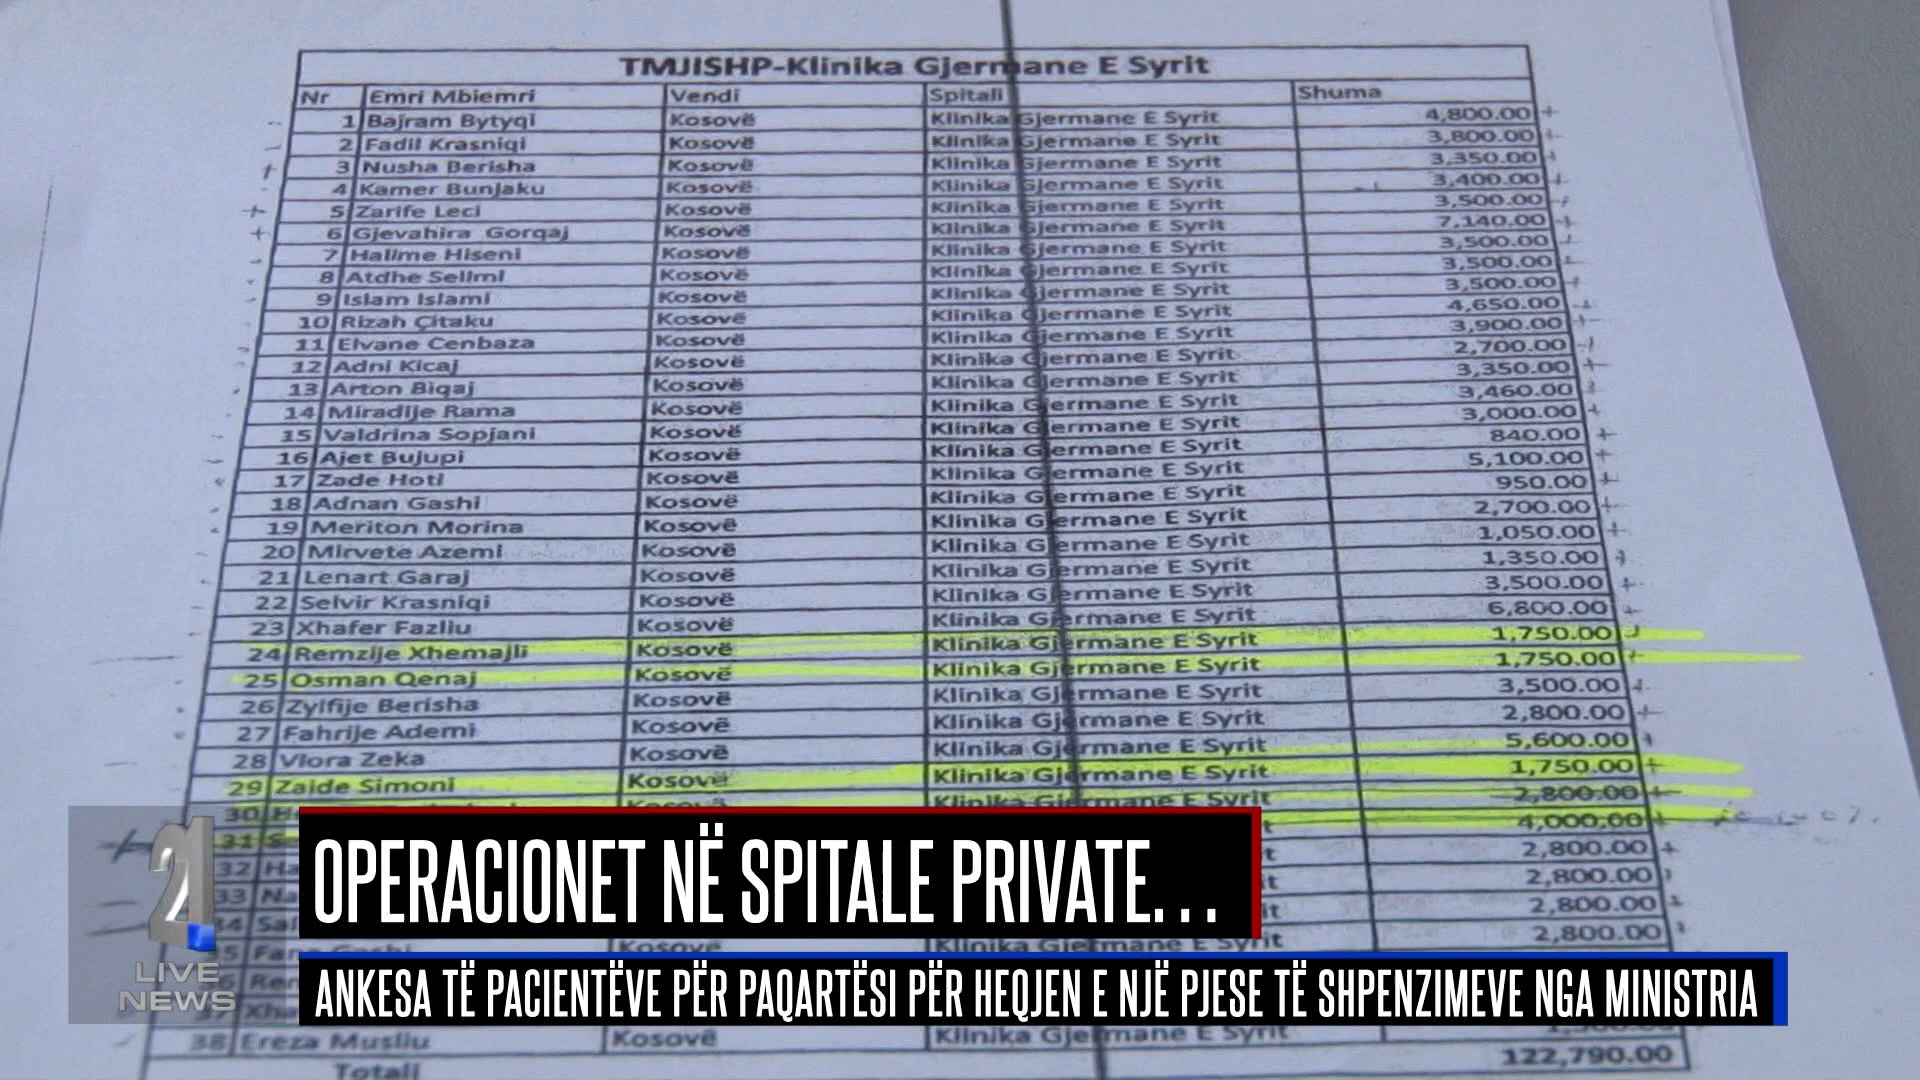 TMJISHP-Klinika Gjermane E Syrit
Nr Emri Mbiemri Vendi Spitali Shuma
1 Bajram Bytyqi Kosovë Klinika Gjermane E Syrit 4,800.00
2 Fadil Krasniqi Kosovë Klinika Gjermane E Syrit 3,800.00
3 Nusha Berisha Kosovë Klinika Gjermane E Syrit 3,350.00
4 Kamer Bunjaku Kosovë Klinika Gjermane E Syrit 3,400.00
5 Zarife Leci Kosovë Klinika Gjermane E Syrit 3,500.00
6 Gjevahira Gorqaj Kosovë Klinika Gjermane E Syrit 7,140.00
7 Halime Hiseni Kosovë Klinika Gjermane E Syrit 3,500.00
8 Atdhe Selimi Kosovë Klinika Gjermane E Syrit 3,500.00
9 Islam Islami Kosovë Klinika Gjermane E Syrit 3,500.00
10 Rizah Çitaku Kosovë Klinika Gjermane E Syrit 4,650.00
11 Elvane Cenbaza Kosovë Klinika Gjermane E Syrit 3,900.00
12 Adni Kicaj Kosovë Klinika Gjermane E Syrit 2,700.00
13 Arton Biqaj Kosovë Klinika Gjermane E Syrit 3,350.00
14 Miradije Rama Kosovë Klinika Gjermane E Syrit 3,460.00
15 Valdrina Sopjani Kosovë Klinika Gjermane E Syrit 3,000.00
16 Ajet Bujupi Kosovë Klinika Gjermane E Syrit 840.00
17 Zade Hoti Kosovë Klinika Gjermane E Syrit 5,100.00
18 Adnan Gashi Kosovë Klinika Gjermane E Syrit 950.00
19 Meriton Morina Kosovë Klinika Gjermane E Syrit 2,700.00
20 Mirvete Azemi Kosovë Klinika Gjermane E Syrit 1,050.00
21 Lenart Garaj Kosovë Klinika Gjermane E Syrit 1,350.00
22 Selvir Krasniqi Kosovë Klinika Gjermane E Syrit 3,500.00
23 Xhafer Fazliu Kosovë Klinika Gjermane E Syrit 6,800.00
24 Remzije Xhemajli Kosovë Klinika Gjermane E Syrit 1,750.00
25 Osman Qenaj Kosovë Klinika Gjermane E Syrit 1,750.00
26 Zylfije Berisha Kosovë Klinika Gjermane E Syrit 3,500.00
27 Fahrije Ademi Kosovë Klinika Gjermane E Syrit 2,800.00
28 Vlora Zeka Kosovë Klinika Gjermane E Syrit 5,600.00
29 Zaide Simoni Kosovë Klinika Gjermane E Syrit 1,750.00
30 Klinika Gjermane E Syrit 2,800.00
31 4,000.00
32 2,800.00
33 2,800.00
34 2,800.00
Kosovë Klinika Gjermane E Syrit 2,800.00
38 Ereza Musliu Kosovë Klinika Gjermane E Syrit
Totali 122,790.00
OPERACIONET NË SPITALE PRIVATE...
ANKESA TË PACIENTËVE PËR PAQARTËSI PËR HEQJEN E NJË PJESE TË SHPENZIMEVE NGA MINISTRIA
21
LIVE
NEWS